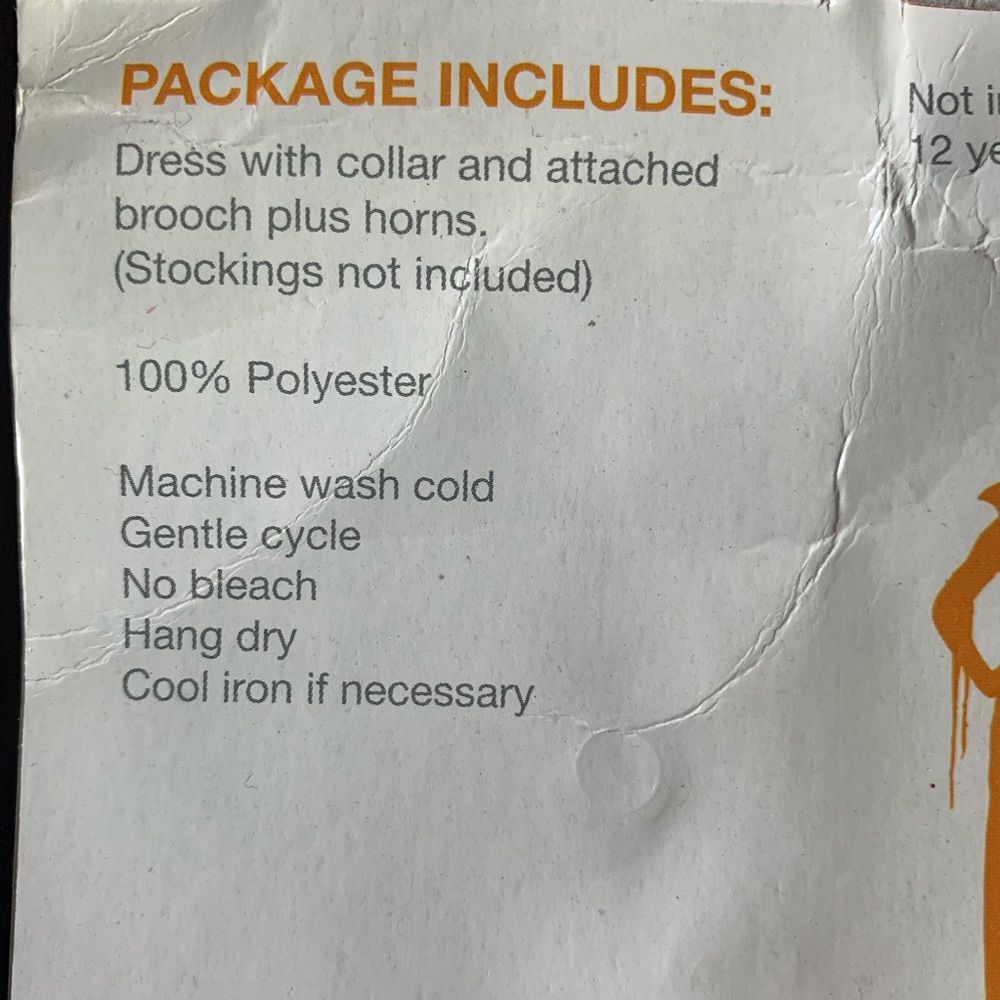 PACKAGE INCLUDES:
Dress with collar and attached
brooch plus horns.
(Stockings not included)
100% Polyester
Machine wash cold
Gentle cycle
No bleach
Hang dry
Cool iron if necessary
Not
12